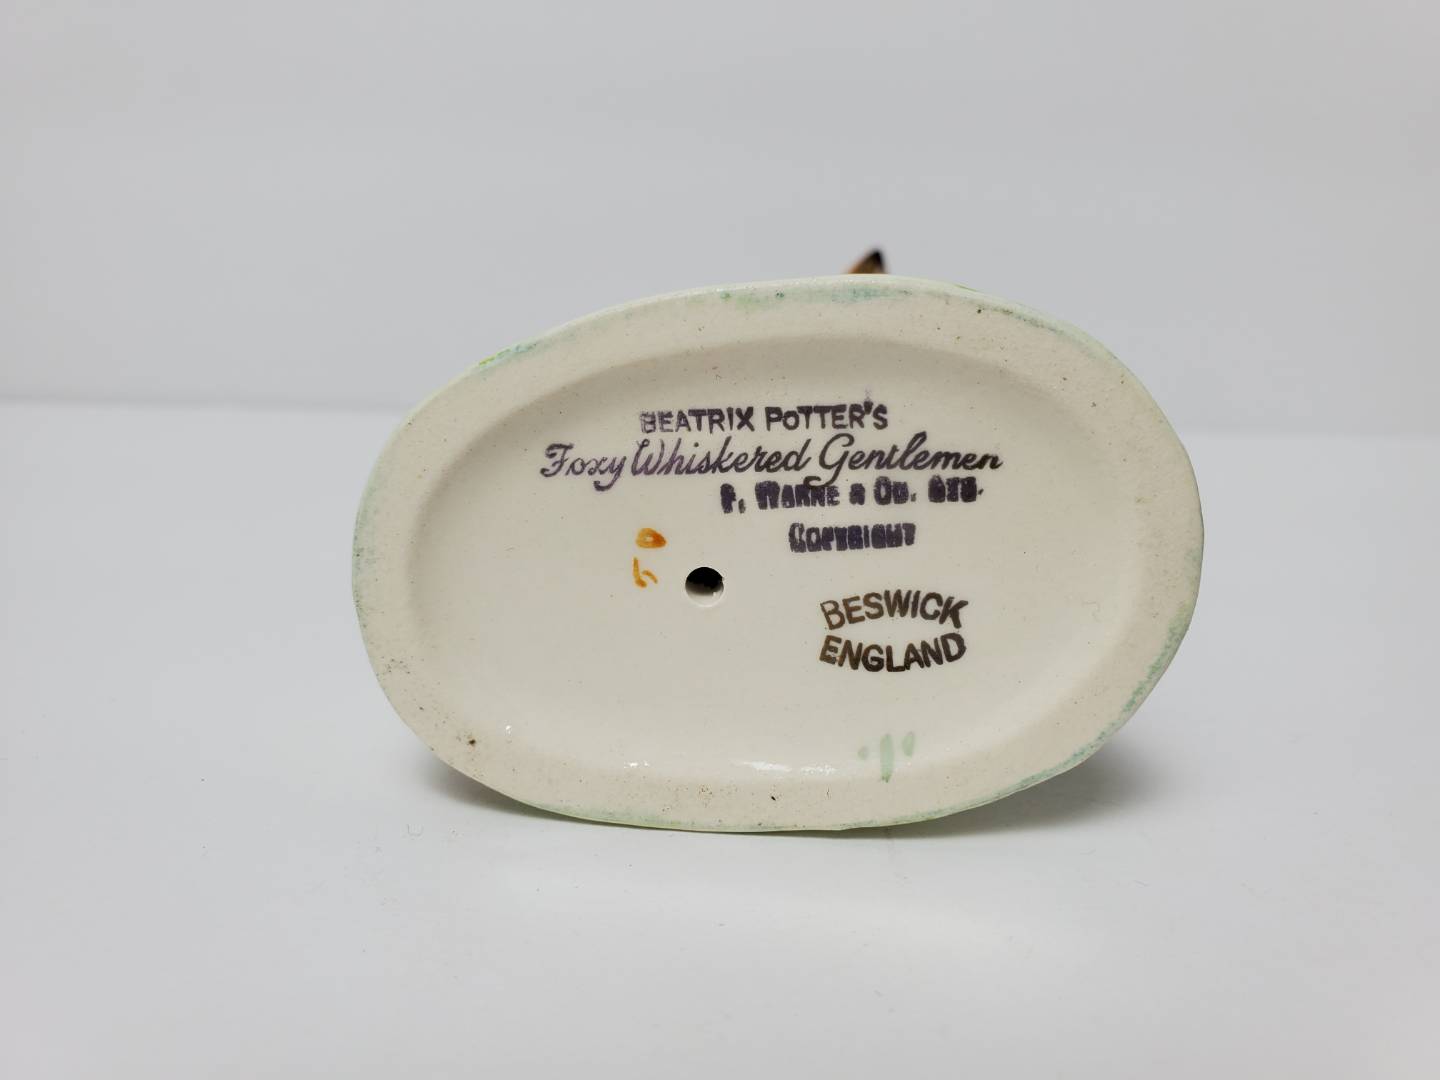 BEATRIX POTTER'S
Foxy Whiskered Gentlemen
F. WARNE & CO. LTD.
COPYRIGHT
BESWICK
ENGLAND